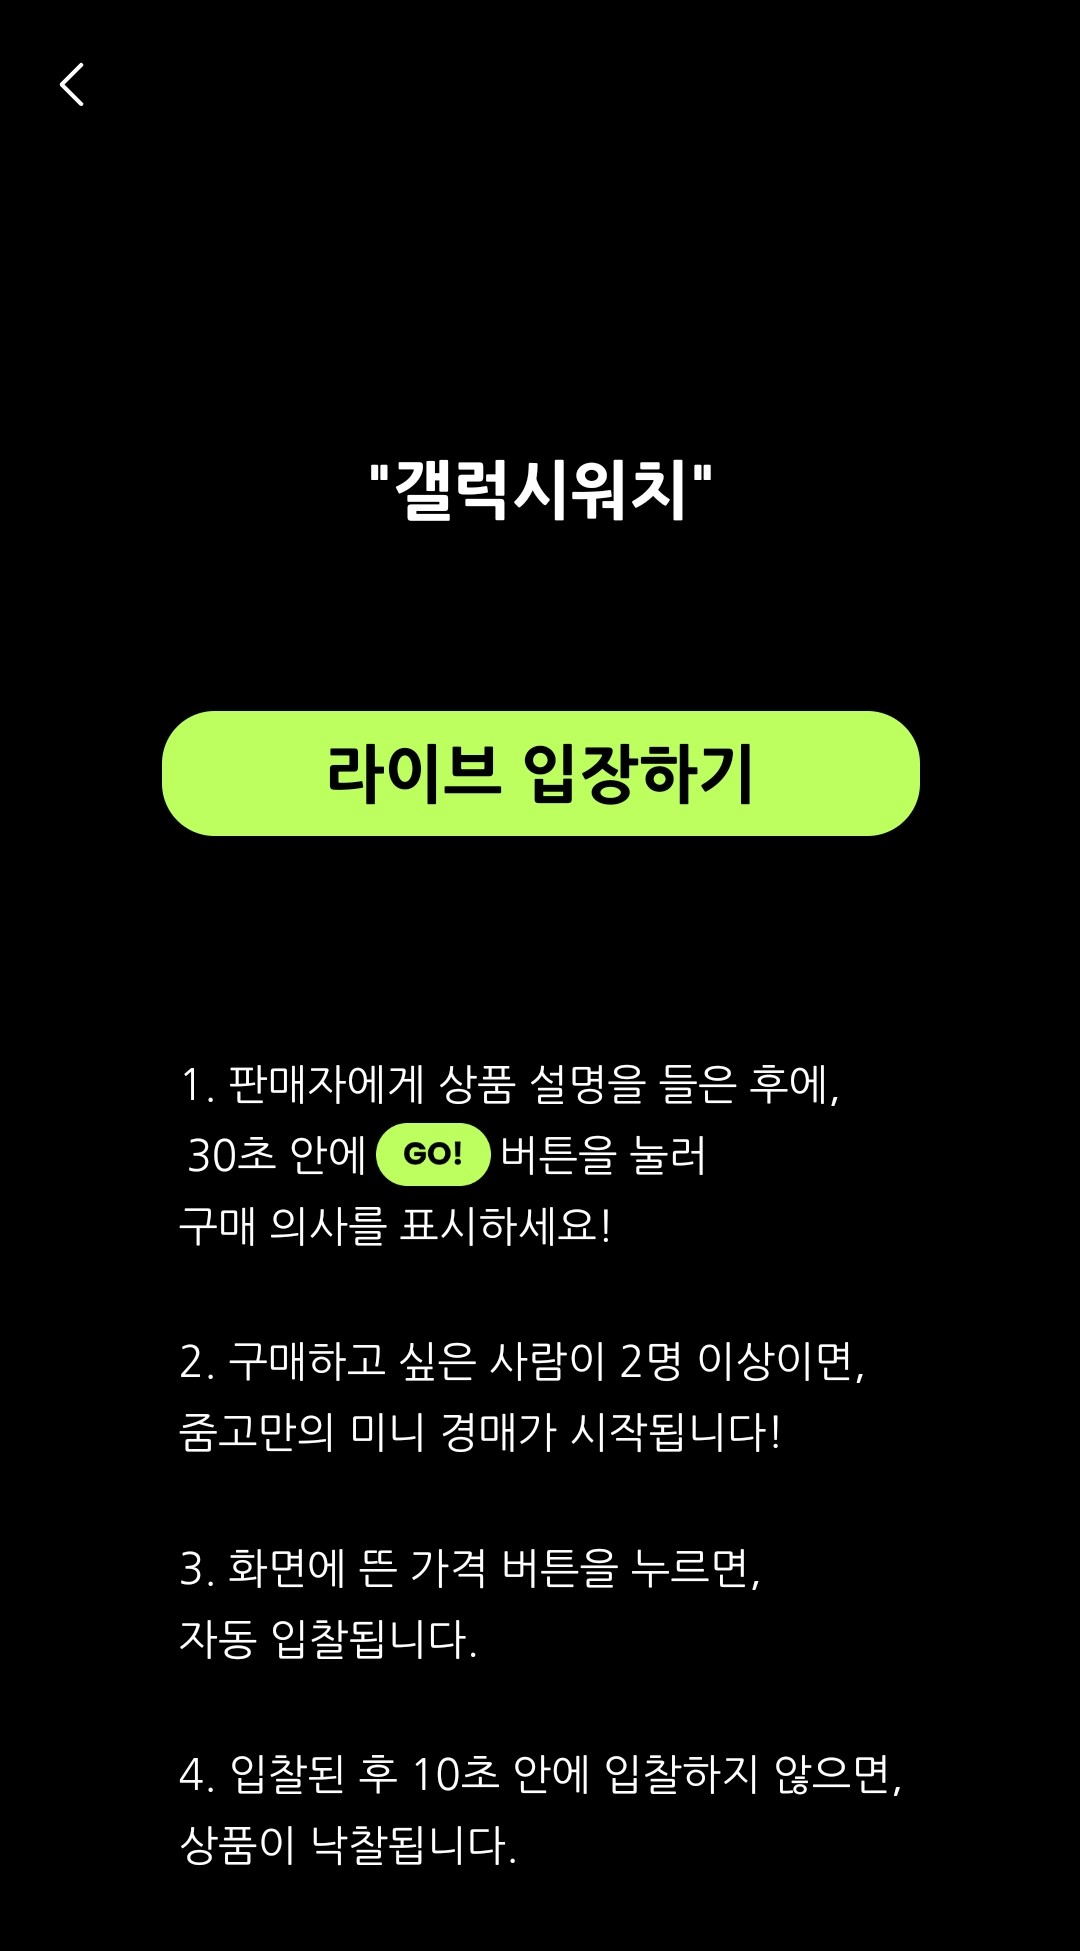 "갤럭시워치"
라이브 입장하기
1. 판매자에게 상품 설명을 들은 후에,
30초 안에 GO! 버튼을 눌러
구매 의사를 표시하세요!
2. 구매하고 싶은 사람이 2명 이상이면,
줌고만의 미니 경매가 시작됩니다!
3. 화면에 뜬 가격 버튼을 누르면,
자동 입찰됩니다.
4. 입찰된 후 10초 안에 입찰하지 않으면,
상품이 낙찰됩니다.